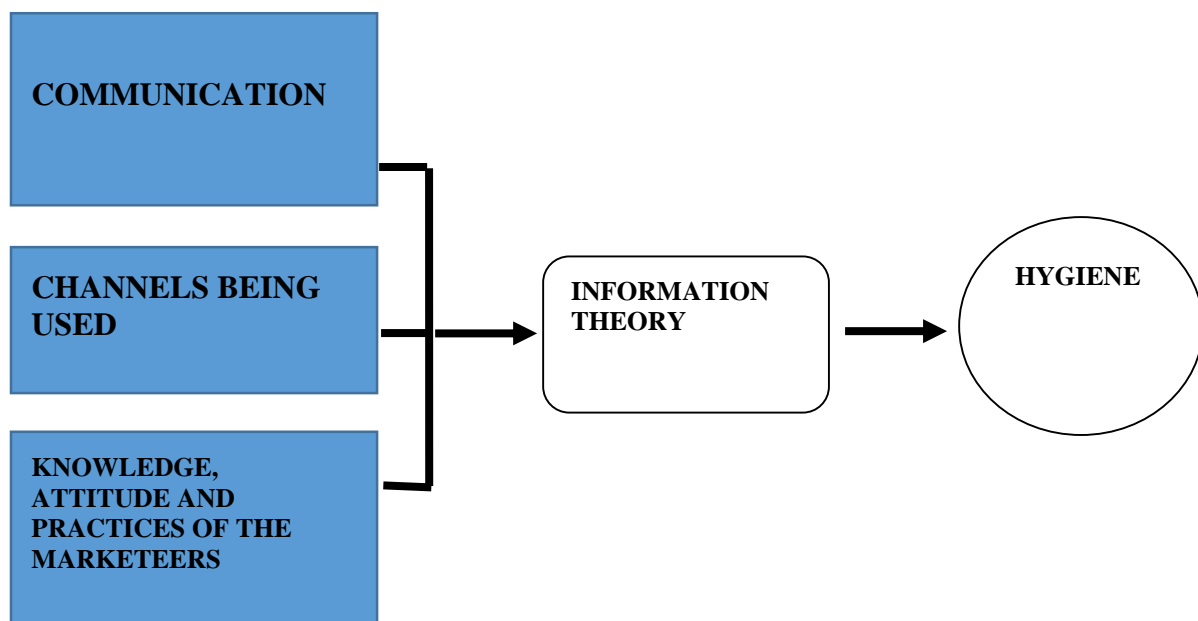 COMMUNICATION
CHANNELS BEING
USED
KNOWLEDGE,
ATTITUDE AND
PRACTICES OF THE
MARKETEERS
INFORMATION
THEORY
HYGIENE